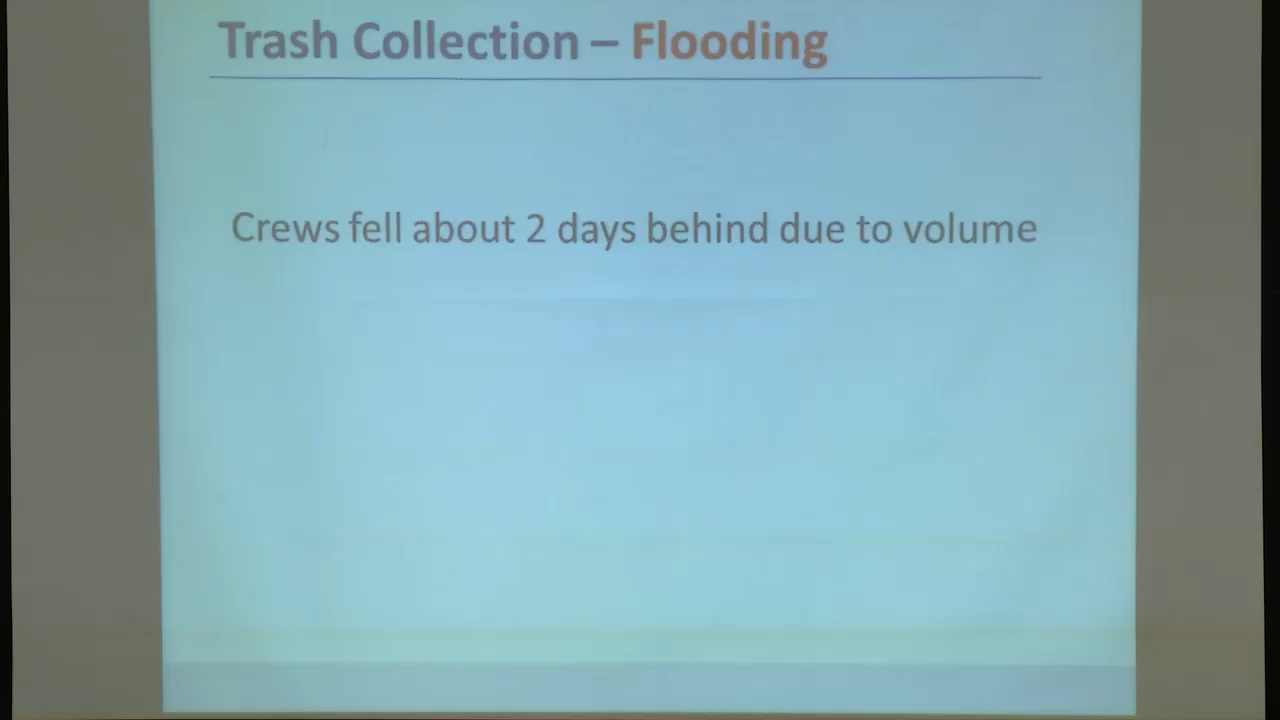 Trash Collection – Flooding
Crews fell about 2 days behind due to volume